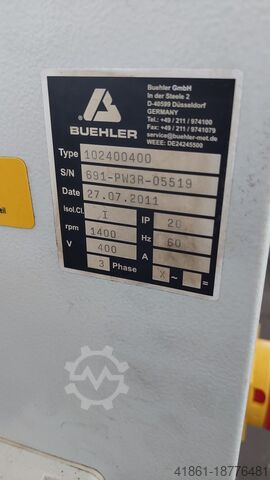 Buehler GmbH
In der Steele 2
D-40599 Düsseldorf
GERMANY
Tel.: +49 / 211 / 974100
Fax: +49 / 211 / 9741079
service@buehler-met.de
WEEE: DE24245500
BUEHLER
Type 102400400
S/N 691-PW3R-05519
Date 27.07.2011
Isol.Cl. I IP 20
rpm 1400 Hz 60
V 400 A
3 Phase X ~ =
eil
Machineseeker
41861-18776481